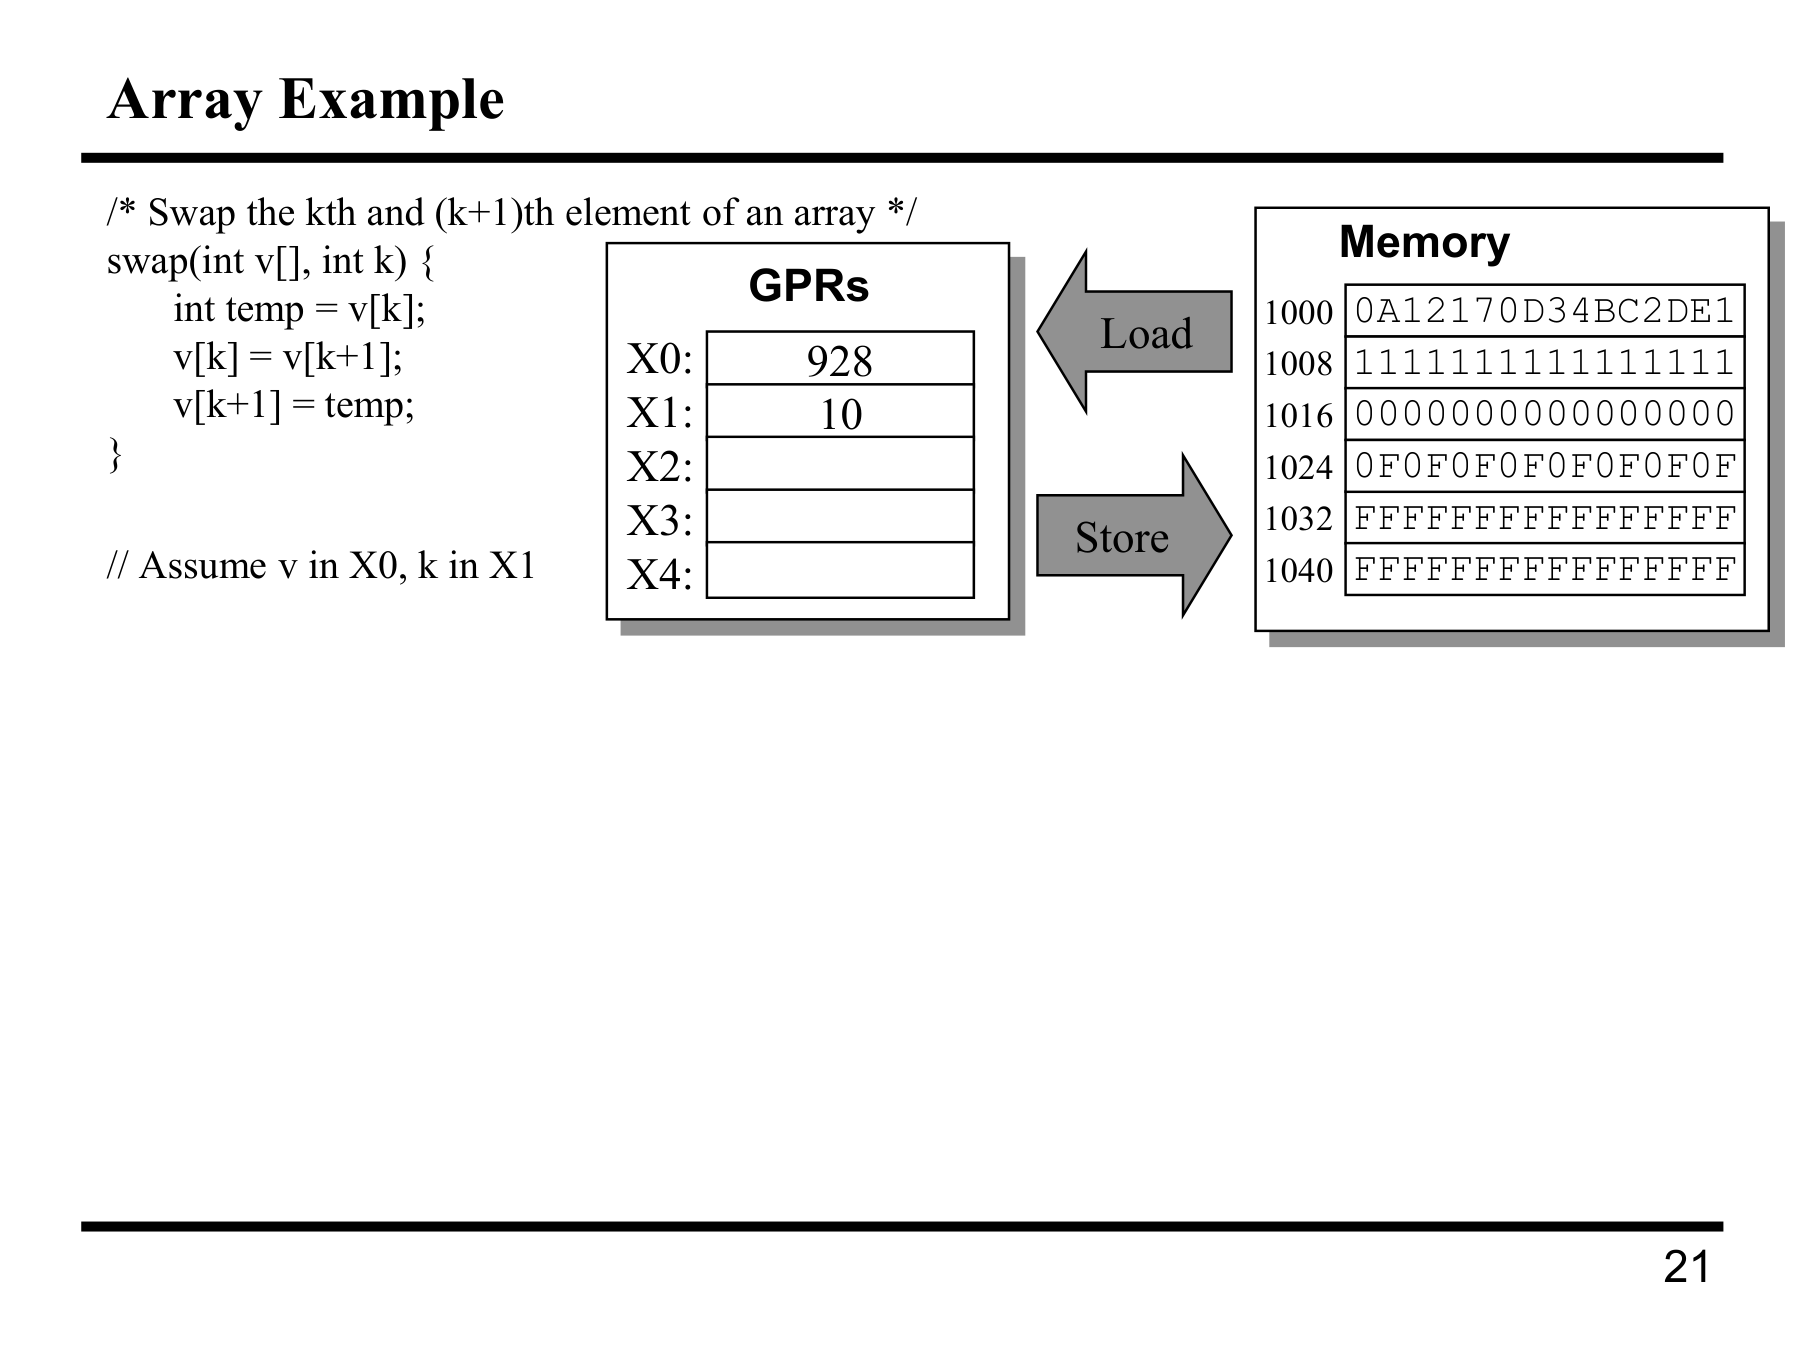 Array Example
/* Swap the kth and (k+1)th element of an array */
swap(int v[], int k) {
int temp = v[k];
v[k] = v[k+1];
v[k+1] = temp;
}
// Assume v in X0, k in X1
GPRs
X0: 928
X1: 10
X2:
X3:
X4:
Load
Store
Memory
1000 0A12170D34BC2DE1
1008 1111111111111111
1016 0000000000000000
1024 0F0F0F0F0F0F0F0F
1032 FFFFFFFFFFFFFFFF
1040 FFFFFFFFFFFFFFFF
21